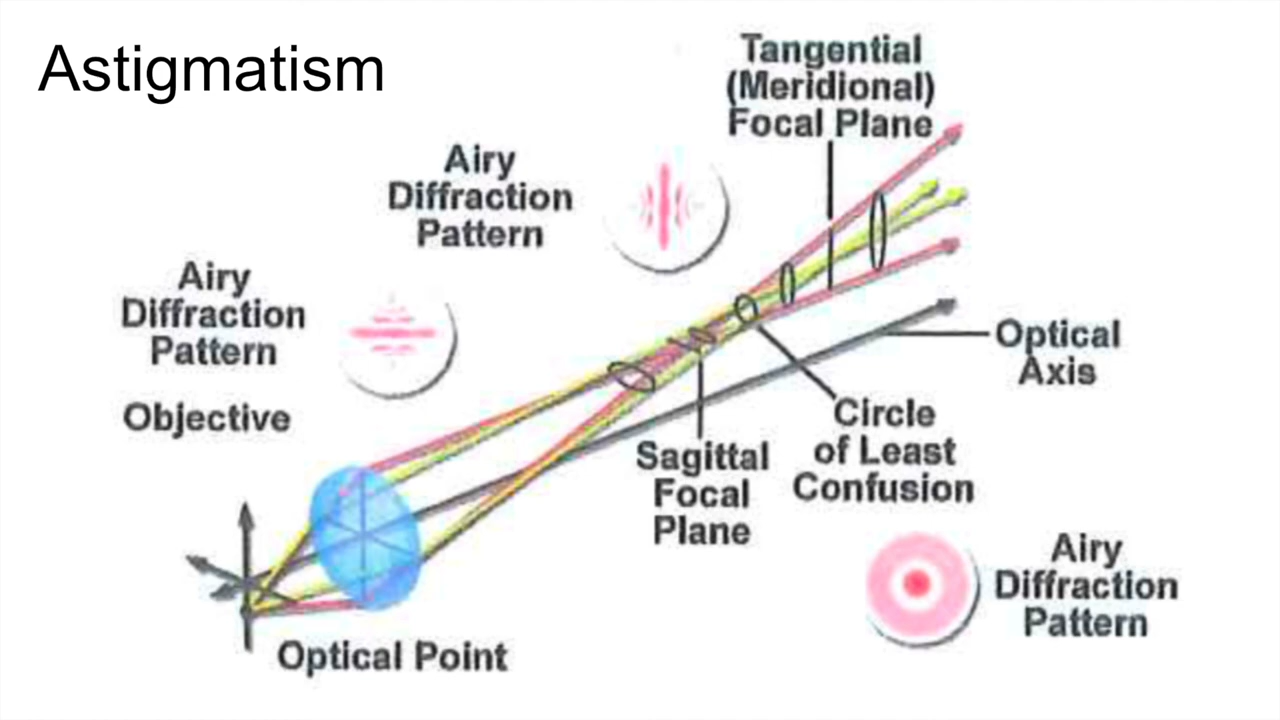 Astigmatism
Tangential
(Meridional)
Focal Plane
Airy
Diffraction
Pattern
Airy
Diffraction
Pattern
Objective
Optical
Axis
Circle
of Least
Confusion
Sagittal
Focal
Plane
Airy
Diffraction
Pattern
Optical Point